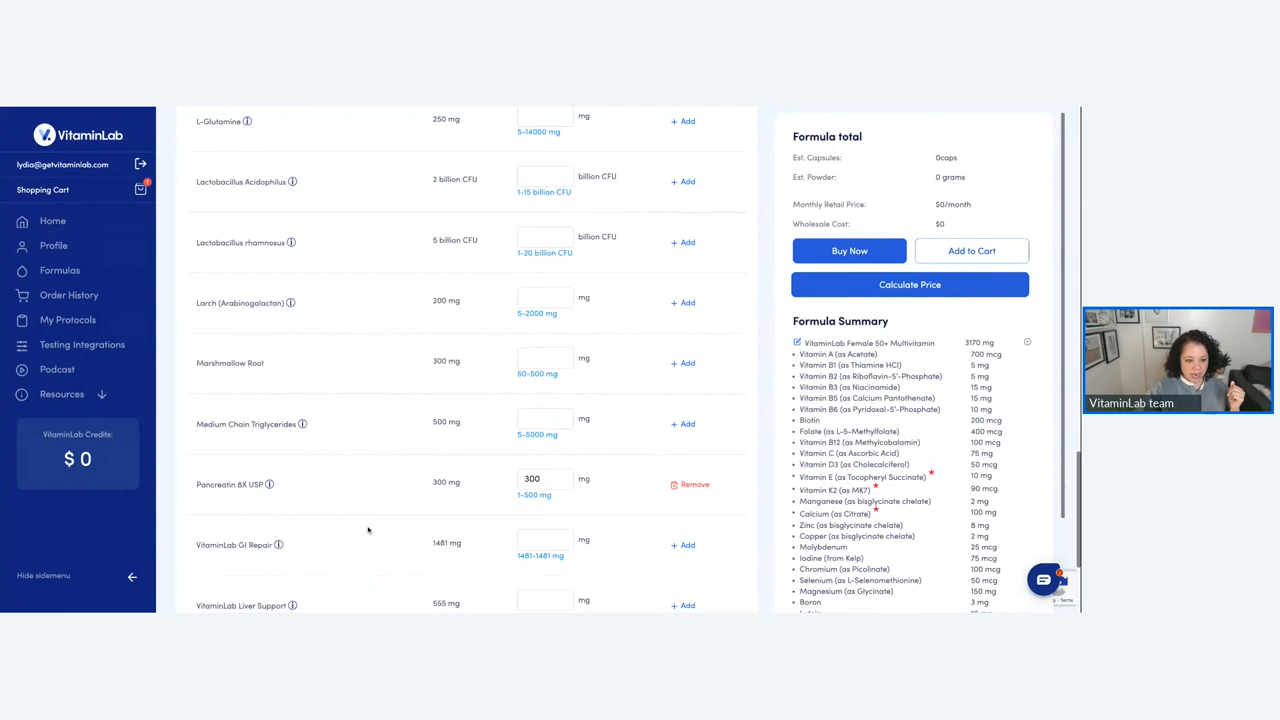 VitaminLab
lydia@getvitaminlab.com
Shopping Cart
1
Home
Profile
Formulas
Order History
My Protocols
Testing Integrations
Podcast
Resources
VitaminLab Credits:
$ 0
Hide sidemenu
L-Glutamine 250 mg mg + Add
5-14000 mg
Lactobacillus Acidophilus 2 billion CFU billion CFU + Add
1-15 billion CFU
Lactobacillus rhamnosus 5 billion CFU billion CFU + Add
1-20 billion CFU
Larch (Arabinogalactan) 200 mg mg + Add
5-2000 mg
Marshmallow Root 300 mg mg + Add
50-500 mg
Medium Chain Triglycerides 500 mg mg + Add
5-5000 mg
Pancreatin 8X USP 300 mg 300 mg Remove
1-500 mg
VitaminLab GI Repair 1481 mg mg + Add
1481-1481 mg
VitaminLab Liver Support 555 mg mg + Add
Formula total
Est. Capsules: 0caps
Est. Powder: 0 grams
Monthly Retail Price: $0/month
Wholesale Cost: $0
Buy Now Add to Cart
Calculate Price
Formula Summary
VitaminLab Female 50+ Multivitamin 3170 mg
• Vitamin A (as Acetate) 700 mcg
• Vitamin B1 (as Thiamine HCl) 5 mg
• Vitamin B2 (as Riboflavin-5'-Phosphate) 5 mg
• Vitamin B3 (as Niacinamide) 15 mg
• Vitamin B5 (as Calcium Pantothenate) 15 mg
• Vitamin B6 (as Pyridoxal-5'-Phosphate) 10 mg
• Biotin 200 mcg
• Folate (as L-5-Methylfolate) 400 mcg
• Vitamin B12 (as Methylcobalamin) 100 mcg
• Vitamin C (as Ascorbic Acid) 75 mg
• Vitamin D3 (as Cholecalciferol) 50 mcg
• Vitamin E (as Tocopheryl Succinate) * 10 mg
• Vitamin K2 (as MK7) * 90 mcg
• Manganese (as bisglycinate chelate) 2 mg
• Calcium (as Citrate) * 100 mg
• Zinc (as bisglycinate chelate) 8 mg
• Copper (as bisglycinate chelate) 2 mg
• Molybdenum 25 mcg
• Iodine (from Kelp) 75 mcg
• Chromium (as Picolinate) 100 mcg
• Selenium (as L-Selenomethionine) 50 mcg
• Magnesium (as Glycinate) 150 mg
• Boron 3 mg
Terms
VitaminLab team